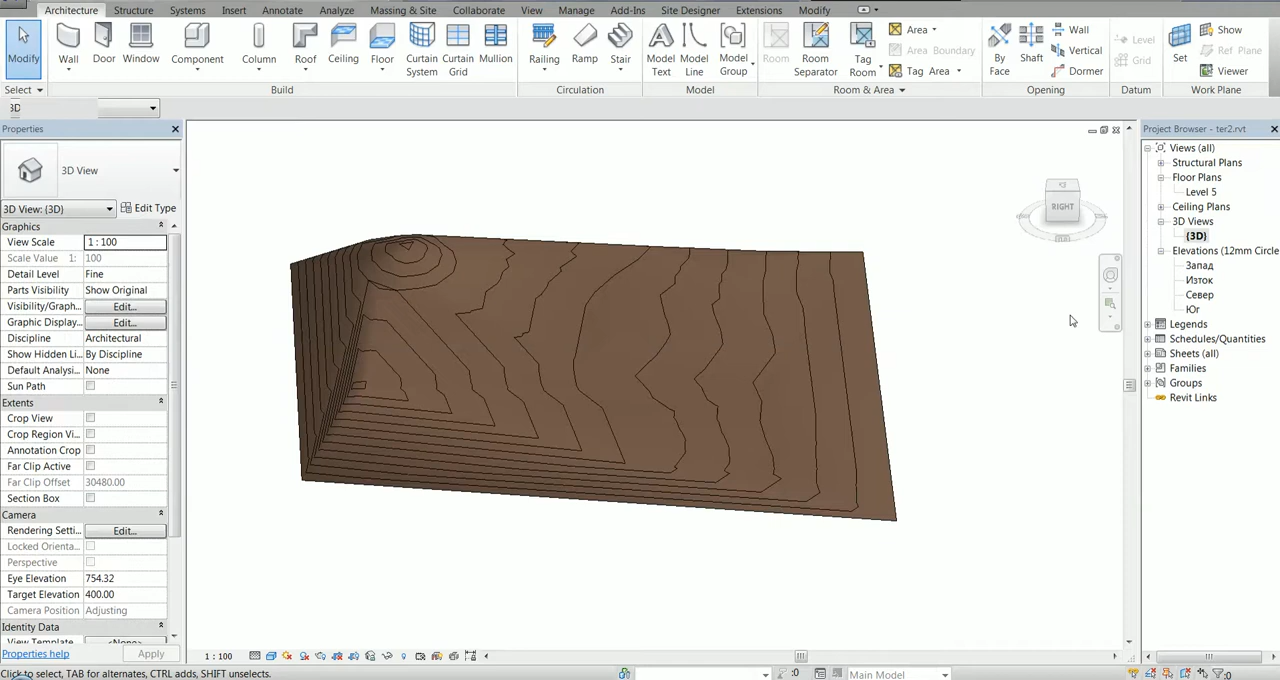 Architecture Structure Systems Insert Annotate Analyze Massing & Site Collaborate View Manage Add-Ins Site Designer Extensions Modify
Modify Wall Door Window Component Column Roof Ceiling Floor Curtain System Curtain Grid Mullion Railing Ramp Stair Model Text Model Line Model Group Room Room Separator Tag Room
Area
Area Boundary
Tag Area
By Face Shaft
Wall
Vertical
Dormer
Level
Grid
Set
Show
Ref Plane
Viewer
Select Build Circulation Model Room & Area Opening Datum Work Plane
3D
Properties
3D View
3D View: {3D} Edit Type
Graphics
View Scale 1 : 100
Scale Value 1: 100
Detail Level Fine
Parts Visibility Show Original
Visibility/Graph... Edit...
Graphic Display... Edit...
Discipline Architectural
Show Hidden Li... By Discipline
Default Analysi... None
Sun Path
Extents
Crop View
Crop Region Vi...
Annotation Crop
Far Clip Active
Far Clip Offset 30480.00
Section Box
Camera
Rendering Setti... Edit...
Locked Orienta...
Perspective
Eye Elevation 754.32
Target Elevation 400.00
Camera Position Adjusting
Identity Data
View Template <None>
Properties help Apply
RIGHT
Project Browser - ter2.rvt
Views (all)
Structural Plans
Floor Plans
Level 5
Ceiling Plans
3D Views
{3D}
Elevations (12mm Circle
Запад
Изток
Север
Юг
Legends
Schedules/Quantities
Sheets (all)
Families
Groups
Revit Links
1 : 100
Click to select, TAB for alternates, CTRL adds, SHIFT unselects.
:0 Main Model :0